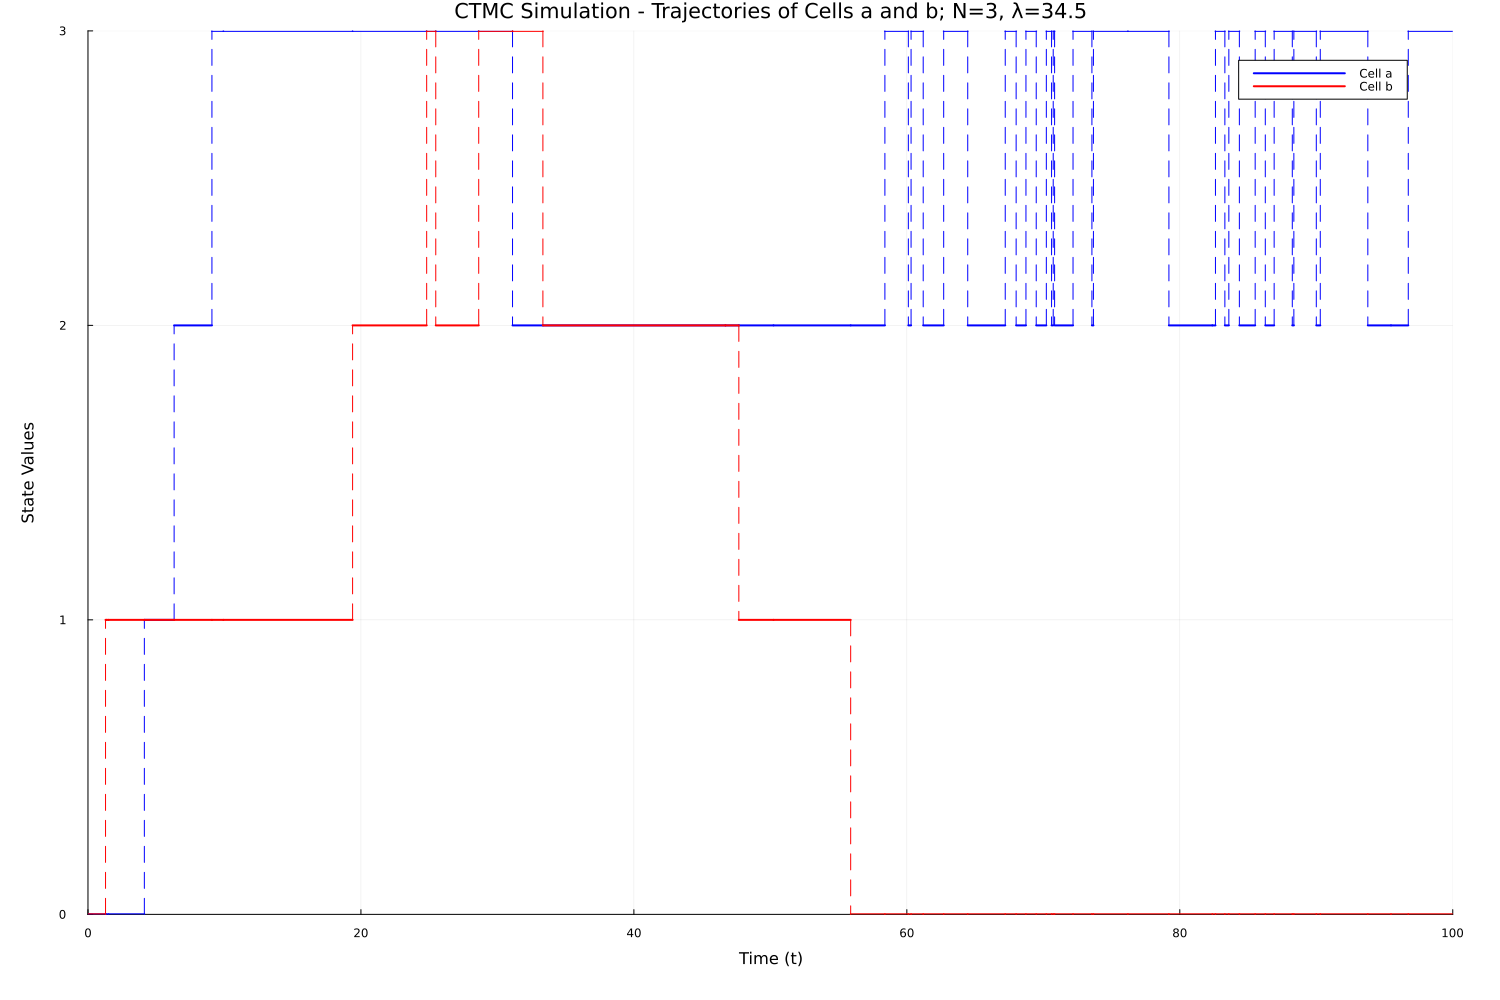 CTMC Simulation - Trajectories of Cells a and b; N=3, λ=34.5
3
Cell a
Cell b
2
State Values
1
0
0 20 40 60 80 100
Time (t)